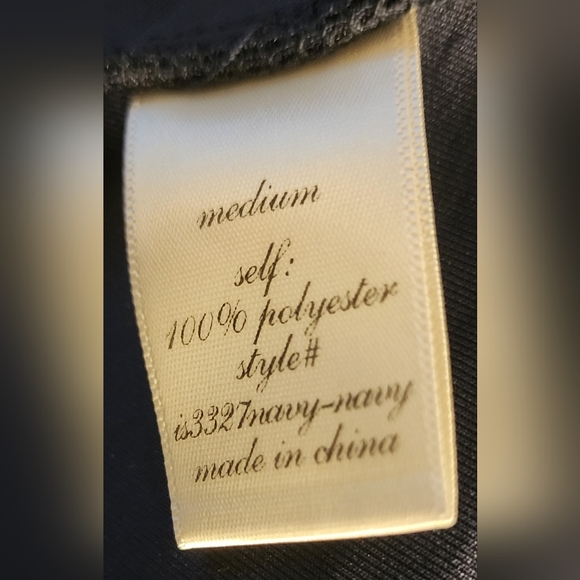 medium
self:
100% polyester
style#
is3327navy-navy
made in china